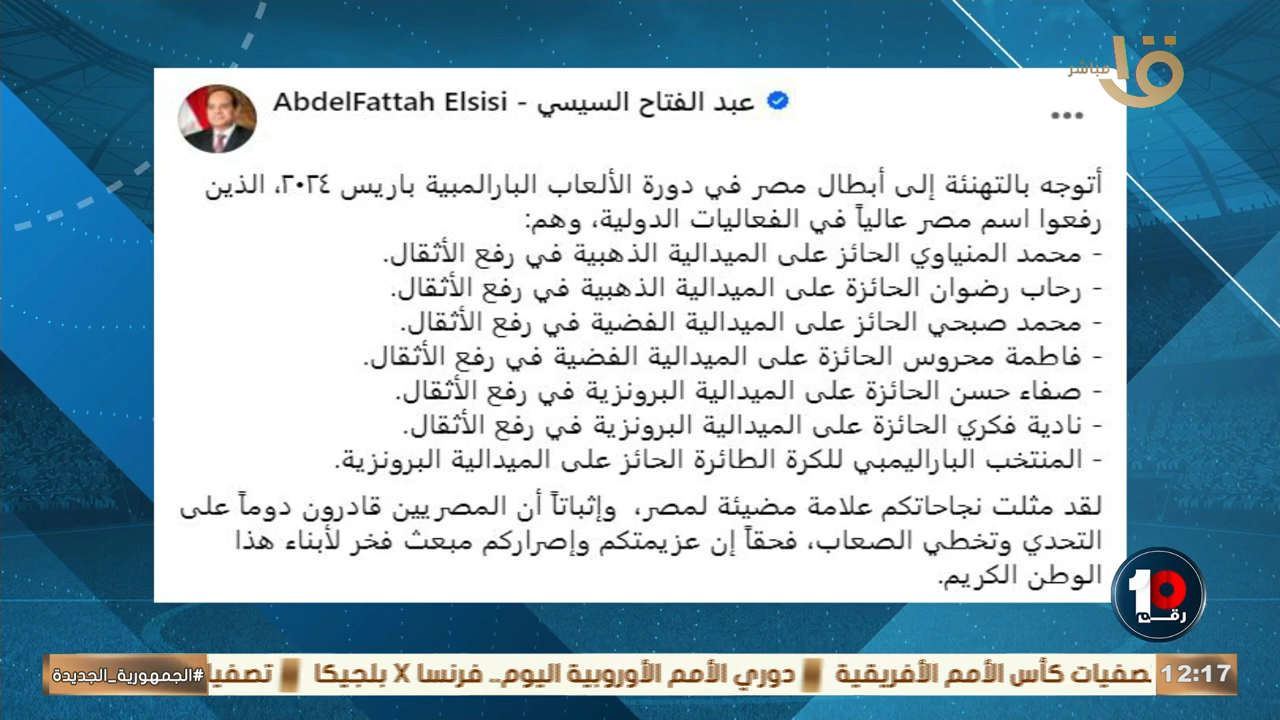 مباشر
AbdelFattah Elsisi - عبد الفتاح السيسي
أتوجه بالتهنئة إلى أبطال مصر في دورة الألعاب البارالمبية باريس ٢٠٢٤، الذين
رفعوا اسم مصر عالياً في الفعاليات الدولية، وهم:
- محمد المنياوي الحائز على الميدالية الذهبية في رفع الأثقال.
- رحاب رضوان الحائزة على الميدالية الذهبية في رفع الأثقال.
- محمد صبحي الحائز على الميدالية الفضية في رفع الأثقال.
- فاطمة محروس الحائزة على الميدالية الفضية في رفع الأثقال.
- صفاء حسن الحائزة على الميدالية البرونزية في رفع الأثقال.
- نادية فكري الحائزة على الميدالية البرونزية في رفع الأثقال.
- المنتخب الباراليمبي للكرة الطائرة الحائز على الميدالية البرونزية.
لقد مثلت نجاحاتكم علامة مضيئة لمصر، وإثباتاً أن المصريين قادرون دوماً على
التحدي وتخطي الصعاب، فحقاً إن عزيمتكم وإصراركم مبعث فخر لأبناء هذا
الوطن الكريم.
رقم 10
12:17 تصفيات كأس الأمم الأفريقية دوري الأمم الأوروبية اليوم.. فرنسا X بلجيكا تصفيا #الجمهورية_الجديدة